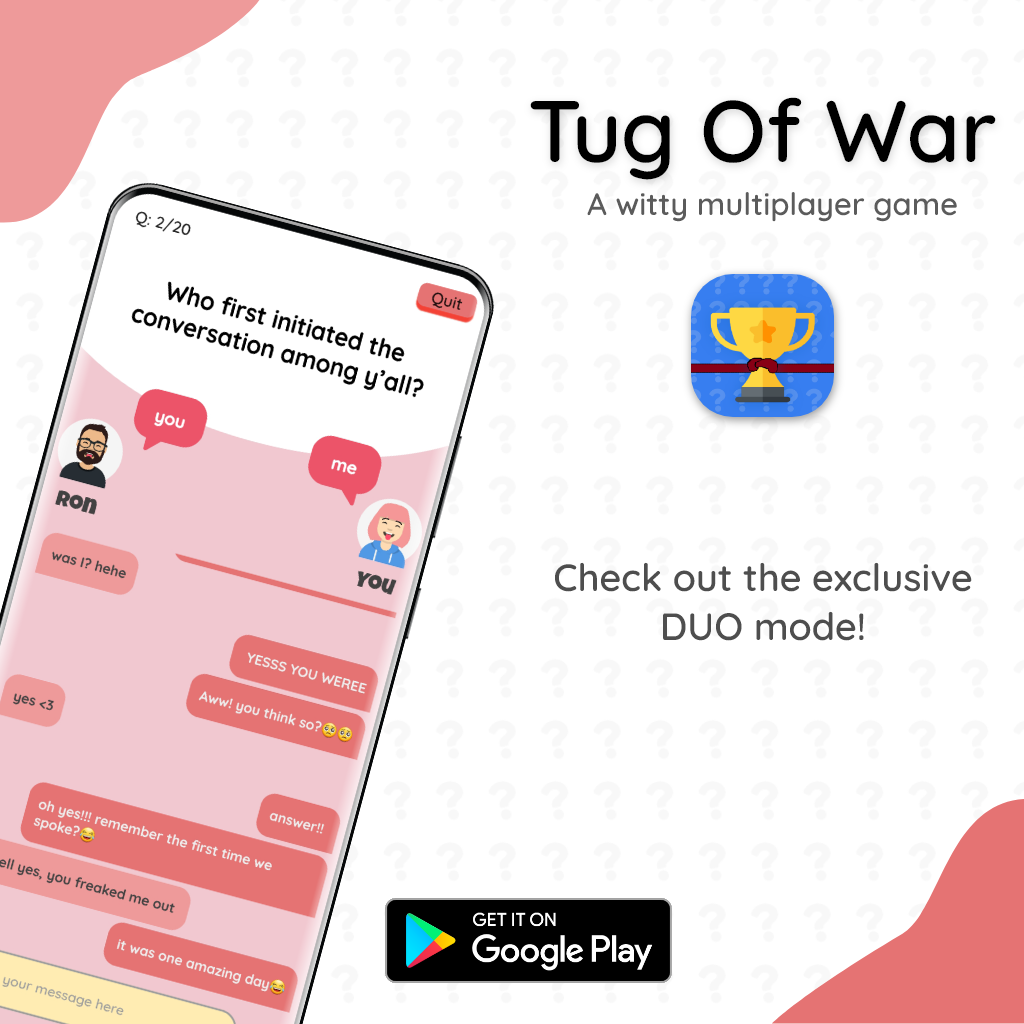 Tug Of War
A witty multiplayer game
Q: 2/20
Quit
Who first initiated the
conversation among y'all?
you
me
Ron
You
was I? hehe
YESSS YOU WEREE
Aww! you think so?🥺🥺
yes <3
answer!!
oh yes!!! remember the first time we
spoke?😅
ell yes, you freaked me out
it was one amazing day😅
your message here
Check out the exclusive
DUO mode!
GET IT ON
Google Play